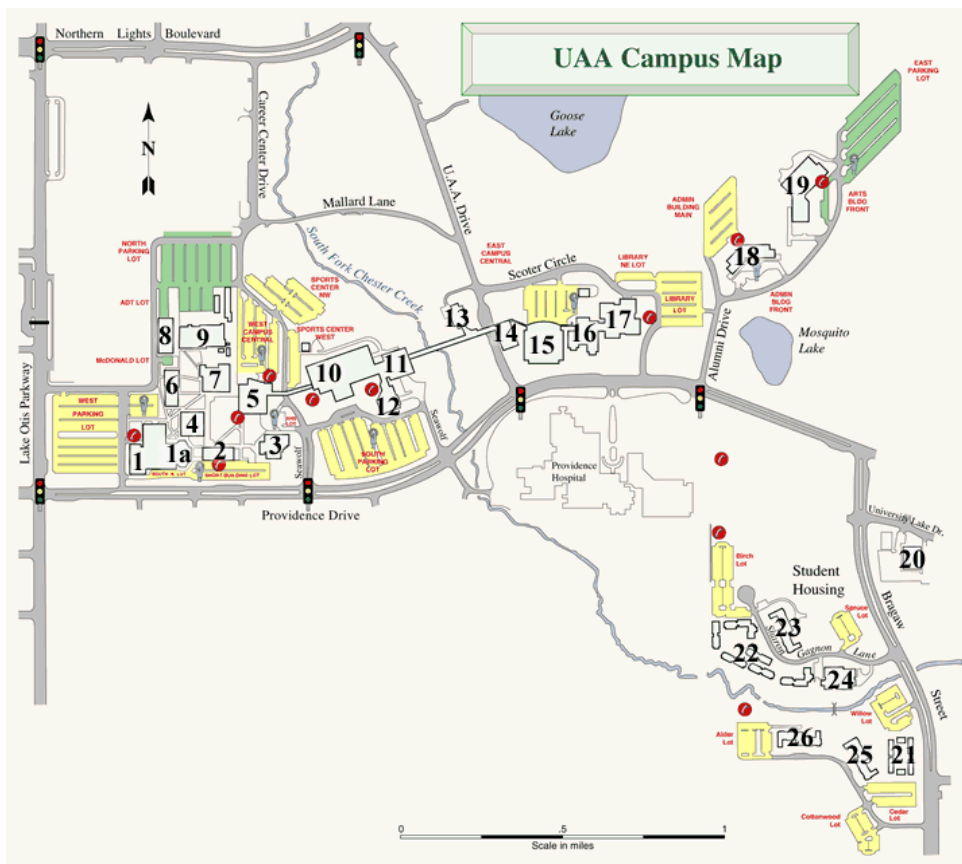 UAA Campus Map
Northern Lights Boulevard
EAST
PARKING
LOT
Goose
Lake
Career Center Drive
N
U.A.A. Drive
19
ARTS
BLDG
FRONT
Mallard Lane
ADMIN
BUILDING
MAIN
South Fork Chester Creek
NORTH
PARKING
LOT
EAST
CAMPUS
CENTRAL
18
Scoter Circle
LIBRARY
NE LOT
SPORTS
CENTER
NW
ADT LOT
LIBRARY
LOT
ADMIN
BLDG
FRONT
13
14
15
16
17
8
9
WEST
CAMPUS
CENTRAL
SPORTS CENTER
WEST
Mosquito
Lake
McDONALD LOT
Alumni Drive
11
10
7
6
5
12
Lake Otis Parkway
WEST
PARKING
LOT
4
3
2
1
1a
Seawolf
Seawolf
SOUTH
PARKING
LOT
SHORT BUILDING LOT
Providence
Hospital
Providence Drive
University Lake Dr.
20
Birch
Lot
Student
Housing
Bragaw
Street
Spruce Lot
23
Sharon Gagnon Lane
22
24
Willow
Lot
Alder
Lot
26
25
21
Cedar
Lot
Cottonwood
Lot
0 .5 1
Scale in miles